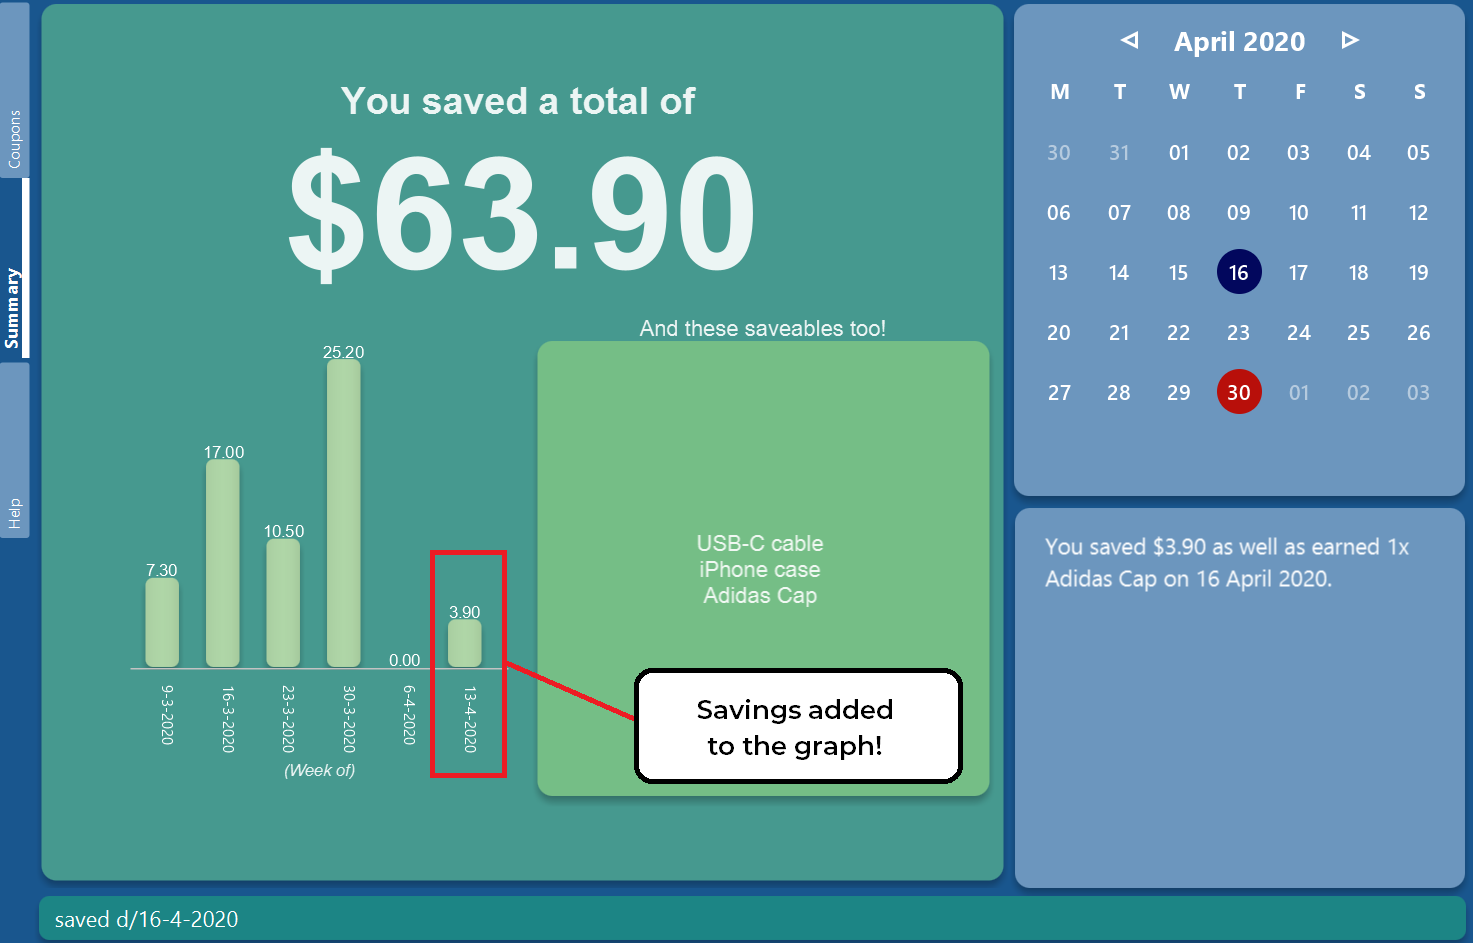 Coupons
Summary
Help
You saved a total of
$63.90
And these saveables too!
25.20
17.00
10.50
7.30
3.90
0.00
9-3-2020
16-3-2020
23-3-2020
30-3-2020
6-4-2020
13-4-2020
(Week of)
USB-C cable
iPhone case
Adidas Cap
Savings added
to the graph!
April 2020
M T W T F S S
30 31 01 02 03 04 05
06 07 08 09 10 11 12
13 14 15 16 17 18 19
20 21 22 23 24 25 26
27 28 29 30 01 02 03
You saved $3.90 as well as earned 1x
Adidas Cap on 16 April 2020.
saved d/16-4-2020